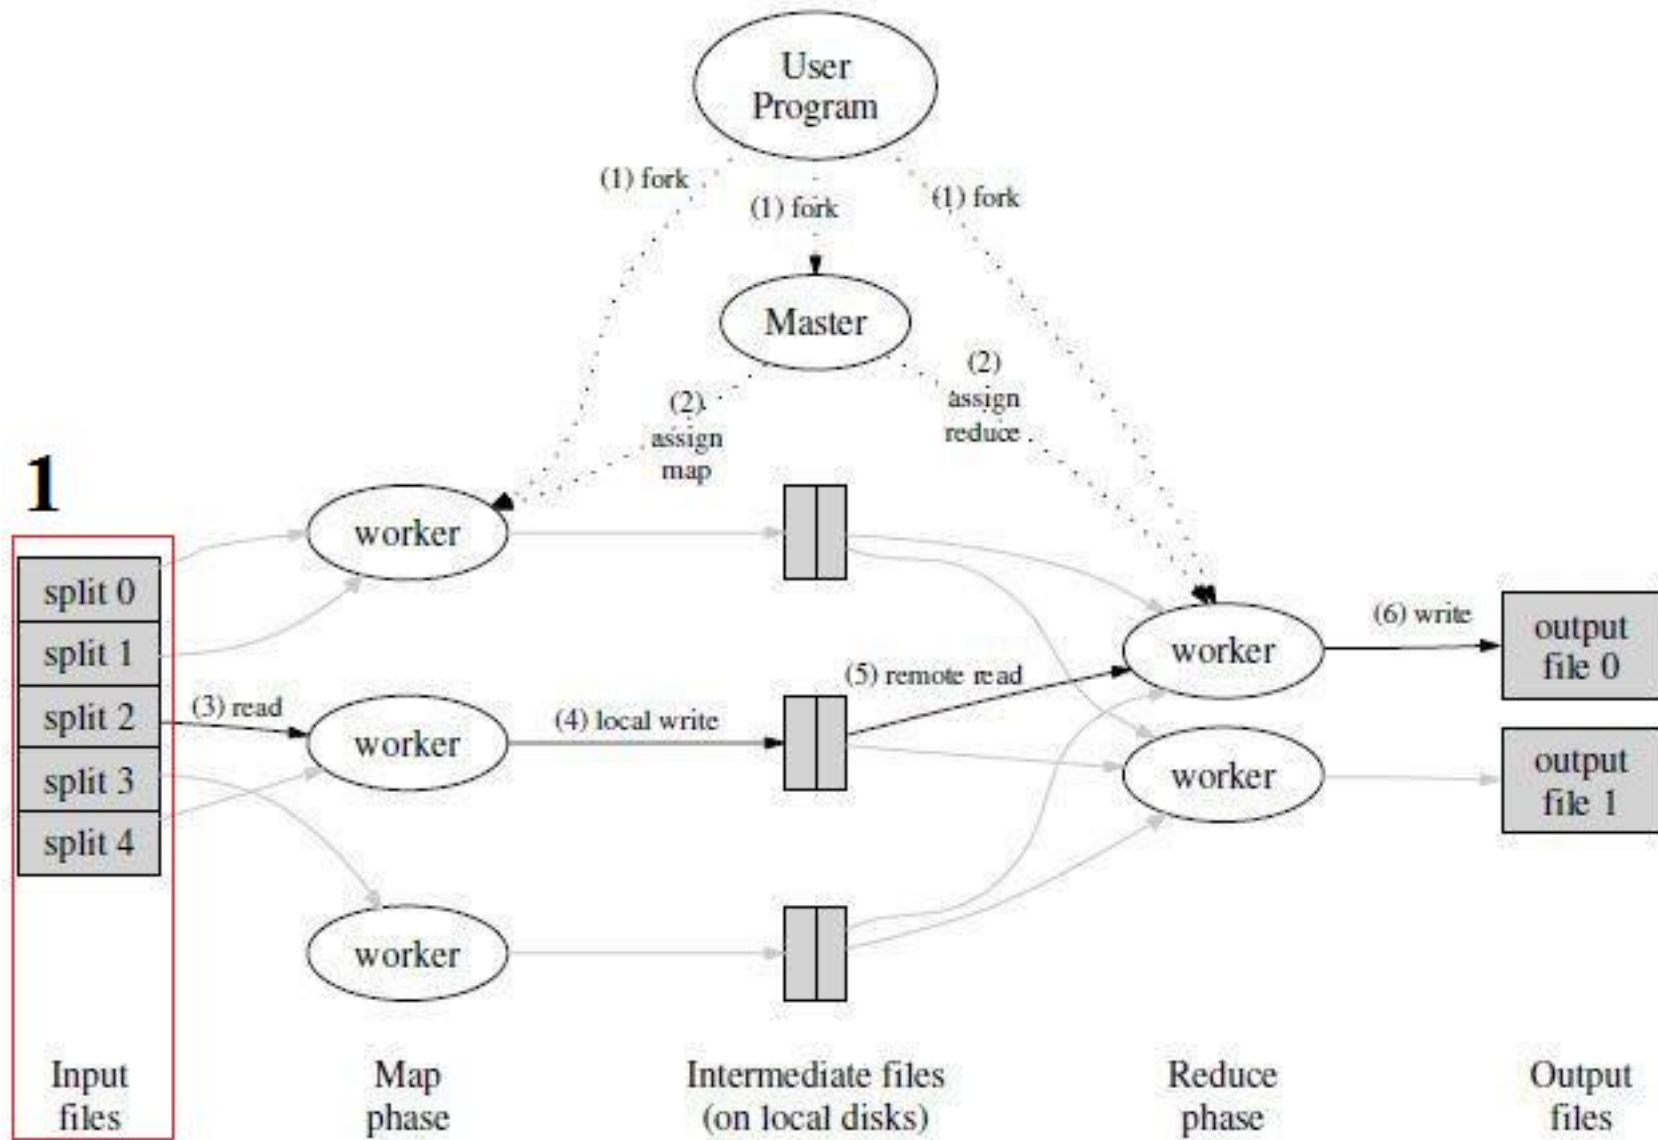 User
Program
(1) fork
(1) fork
(1) fork
Master
(2)
assign
map
(2)
assign
reduce
1
split 0
split 1
split 2
split 3
split 4
(3) read
worker
worker
worker
(4) local write
(5) remote read
worker
worker
(6) write
output
file 0
output
file 1
Input
files
Map
phase
Intermediate files
(on local disks)
Reduce
phase
Output
files